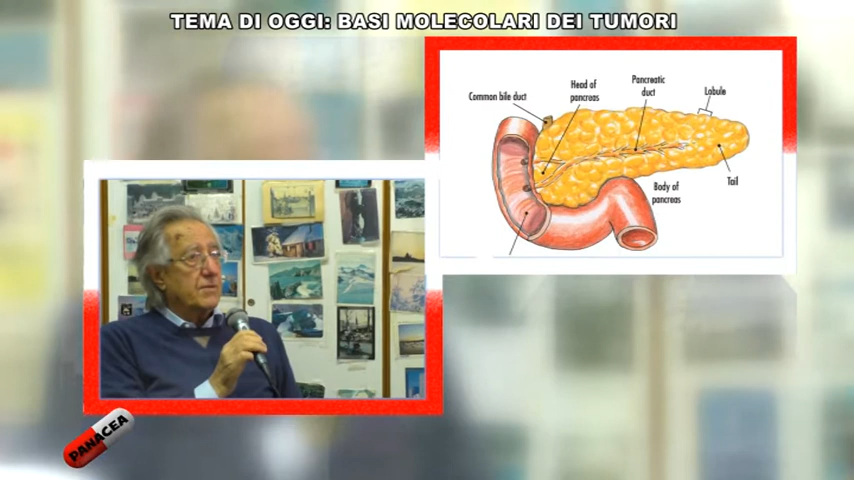 TEMA DI OGGI: BASI MOLECOLARI DEI TUMORI
Common bile duct
Head of
pancreas
Pancreatic
duct
Lobule
Tail
Body of
pancreas
PANACEA